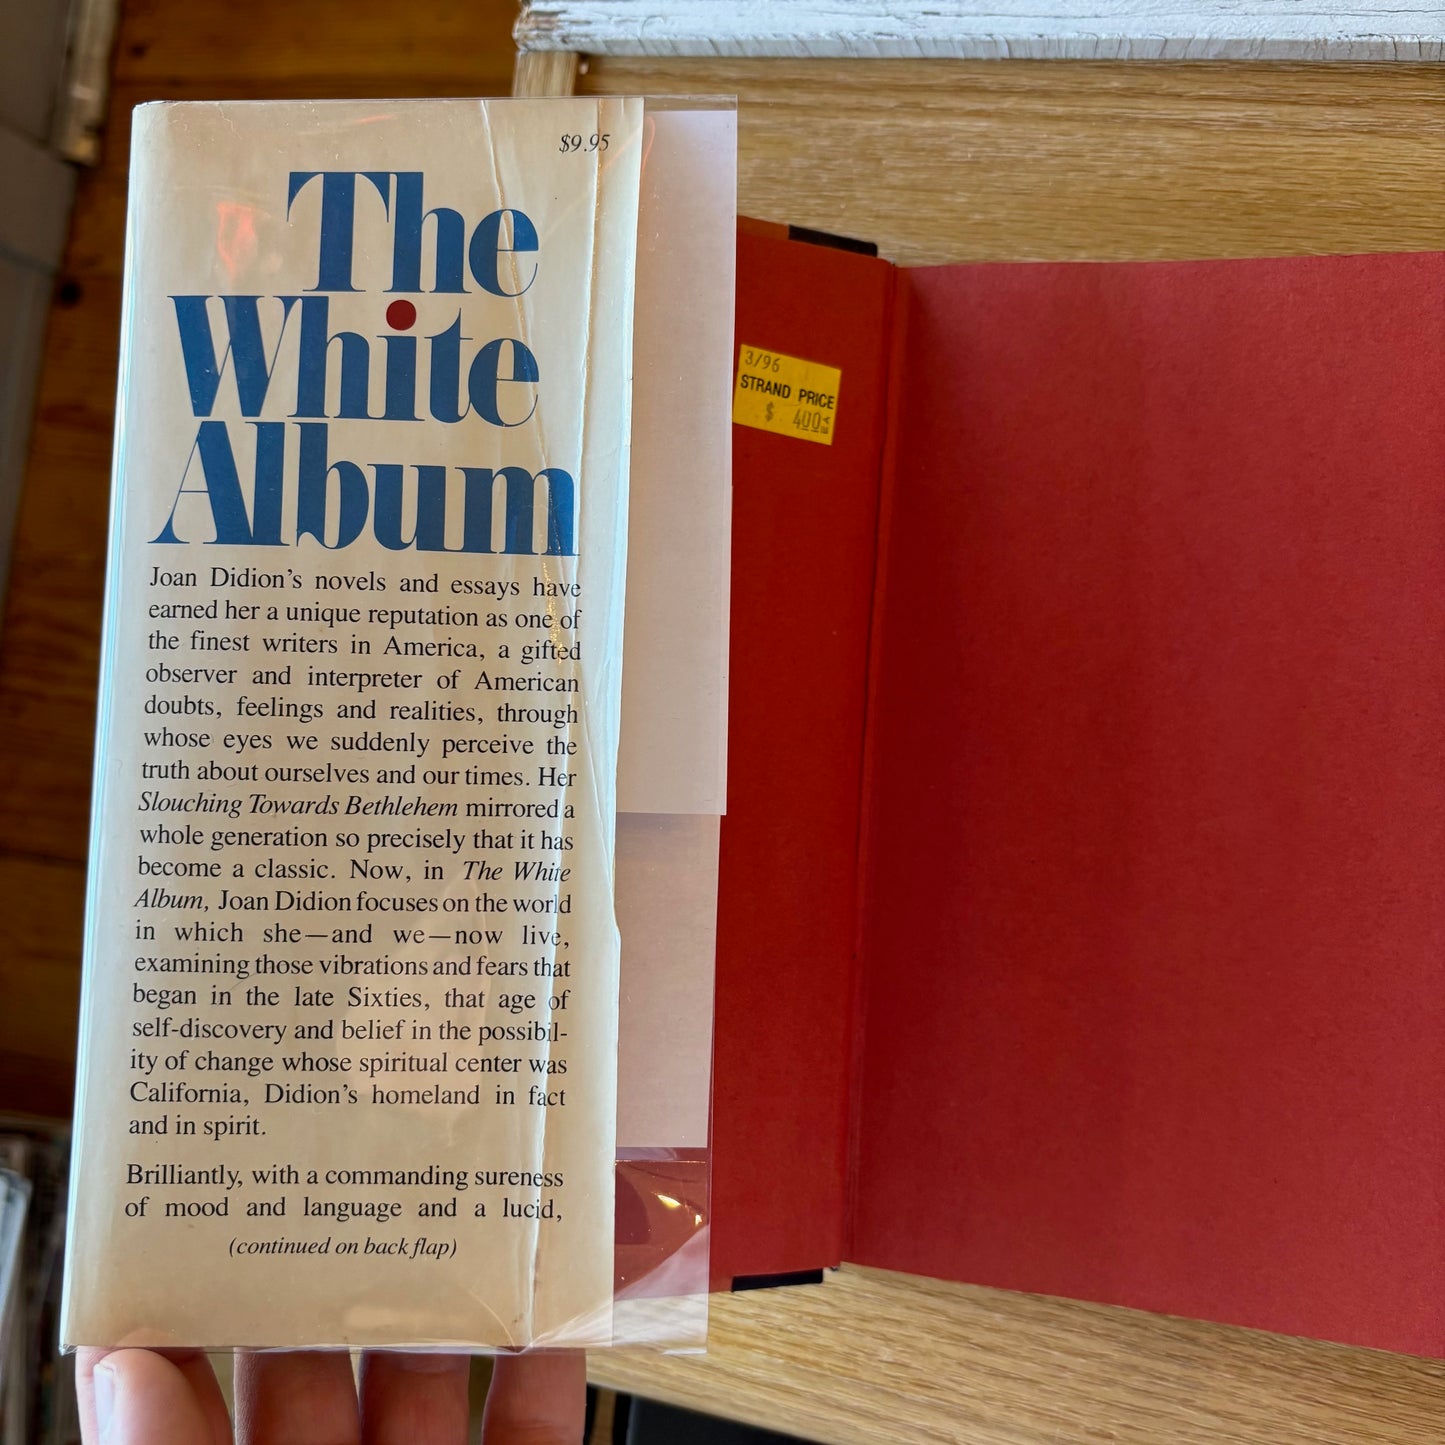 $9.95
The
White
Album
Joan Didion's novels and essays have
earned her a unique reputation as one of
the finest writers in America, a gifted
observer and interpreter of American
doubts, feelings and realities, through
whose eyes we suddenly perceive the
truth about ourselves and our times. Her
Slouching Towards Bethlehem mirrored a
whole generation so precisely that it has
become a classic. Now, in The White
Album, Joan Didion focuses on the world
in which she—and we—now live,
examining those vibrations and fears that
began in the late Sixties, that age of
self-discovery and belief in the possibil-
ity of change whose spiritual center was
California, Didion's homeland in fact
and in spirit.
Brilliantly, with a commanding sureness
of mood and language and a lucid,
(continued on back flap)
3/96
STRAND PRICE
$ 400